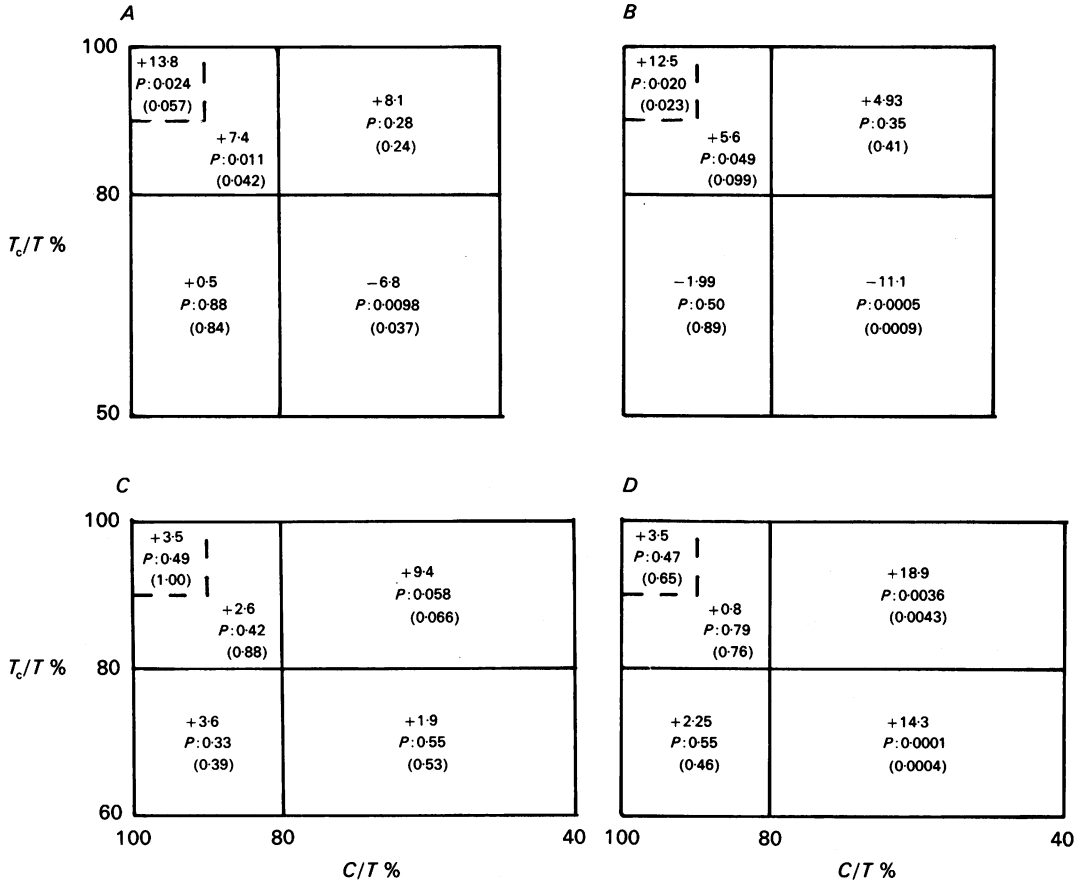 A
B
100
+13·8
P:0·024
(0·057)
+7·4
P:0·011
(0·042)
+8·1
P:0·28
(0·24)
+12·5
P:0·020
(0·023)
+5·6
P:0·049
(0·099)
+4·93
P:0·35
(0·41)
80
Tc/T %
+0·5
P:0·88
(0·84)
−6·8
P:0·0098
(0·037)
−1·99
P:0·50
(0·89)
−11·1
P:0·0005
(0·0009)
50
C
D
100
+3·5
P:0·49
(1·00)
+2·6
P:0·42
(0·88)
+9·4
P:0·058
(0·066)
+3·5
P:0·47
(0·65)
+0·8
P:0·79
(0·76)
+18·9
P:0·0036
(0·0043)
Tc/T %
80
+3·6
P:0·33
(0·39)
+1·9
P:0·55
(0·53)
+2·25
P:0·55
(0·46)
+14·3
P:0·0001
(0·0004)
60
100 80 40
100 80 40
C/T %
C/T %